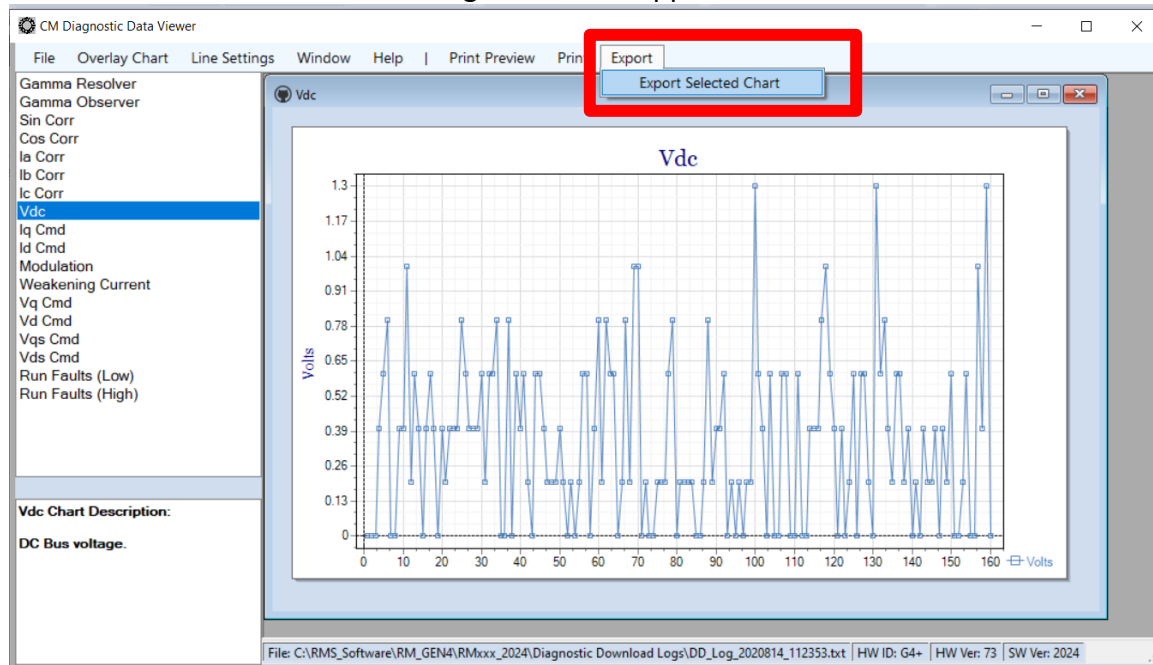 CM Diagnostic Data Viewer
File Overlay Chart Line Settings Window Help | Print Preview Prin Export
Export Selected Chart
Gamma Resolver
Gamma Observer
Sin Corr
Cos Corr
Ia Corr
Ib Corr
Ic Corr
Vdc
Iq Cmd
Id Cmd
Modulation
Weakening Current
Vq Cmd
Vd Cmd
Vqs Cmd
Vds Cmd
Run Faults (Low)
Run Faults (High)
Vdc Chart Description:
DC Bus voltage.
Vdc
Vdc
Volts
1.3
1.17
1.04
0.91
0.78
0.65
0.52
0.39
0.26
0.13
0
0 10 20 30 40 50 60 70 80 90 100 110 120 130 140 150 160
Volts
File: C:\RMS_Software\RM_GEN4\RMxxx_2024\Diagnostic Download Logs\DD_Log_2020814_112353.txt HW ID: G4+ HW Ver: 73 SW Ver: 2024